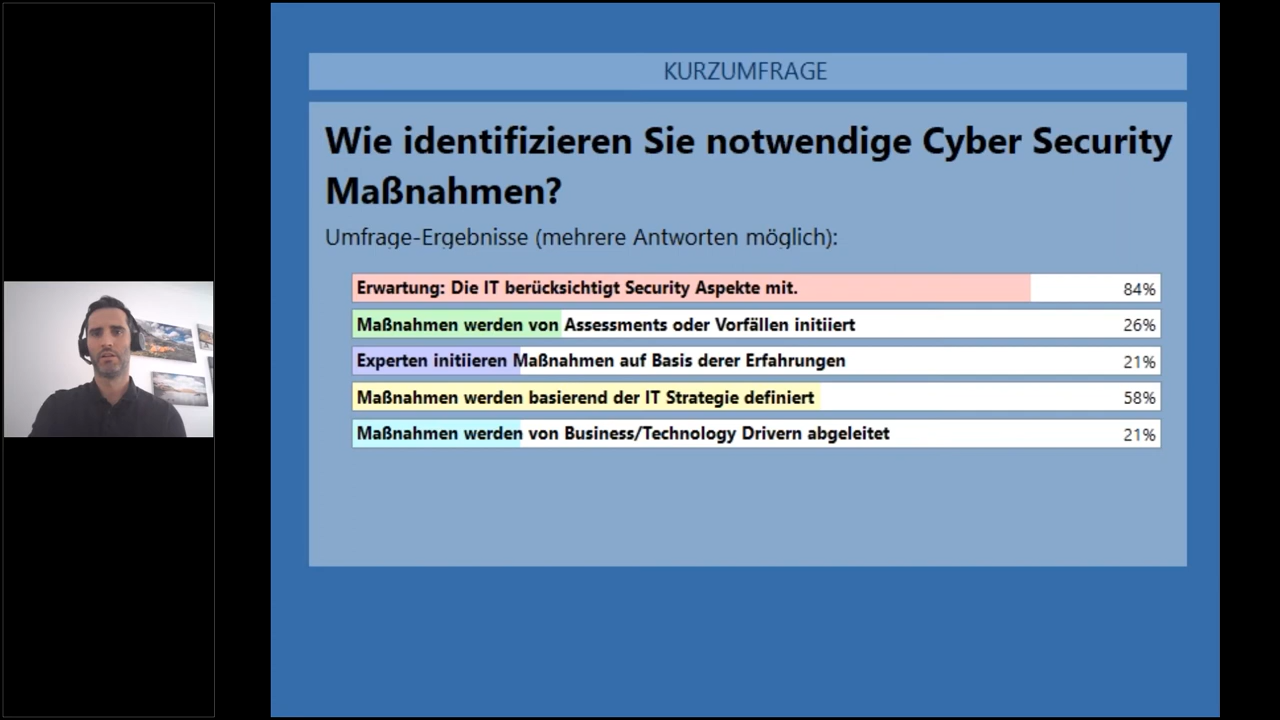 KURZUMFRAGE
Wie identifizieren Sie notwendige Cyber Security
Maßnahmen?
Umfrage-Ergebnisse (mehrere Antworten möglich):
Erwartung: Die IT berücksichtigt Security Aspekte mit. 84%
Maßnahmen werden von Assessments oder Vorfällen initiiert 26%
Experten initiieren Maßnahmen auf Basis derer Erfahrungen 21%
Maßnahmen werden basierend der IT Strategie definiert 58%
Maßnahmen werden von Business/Technology Drivern abgeleitet 21%